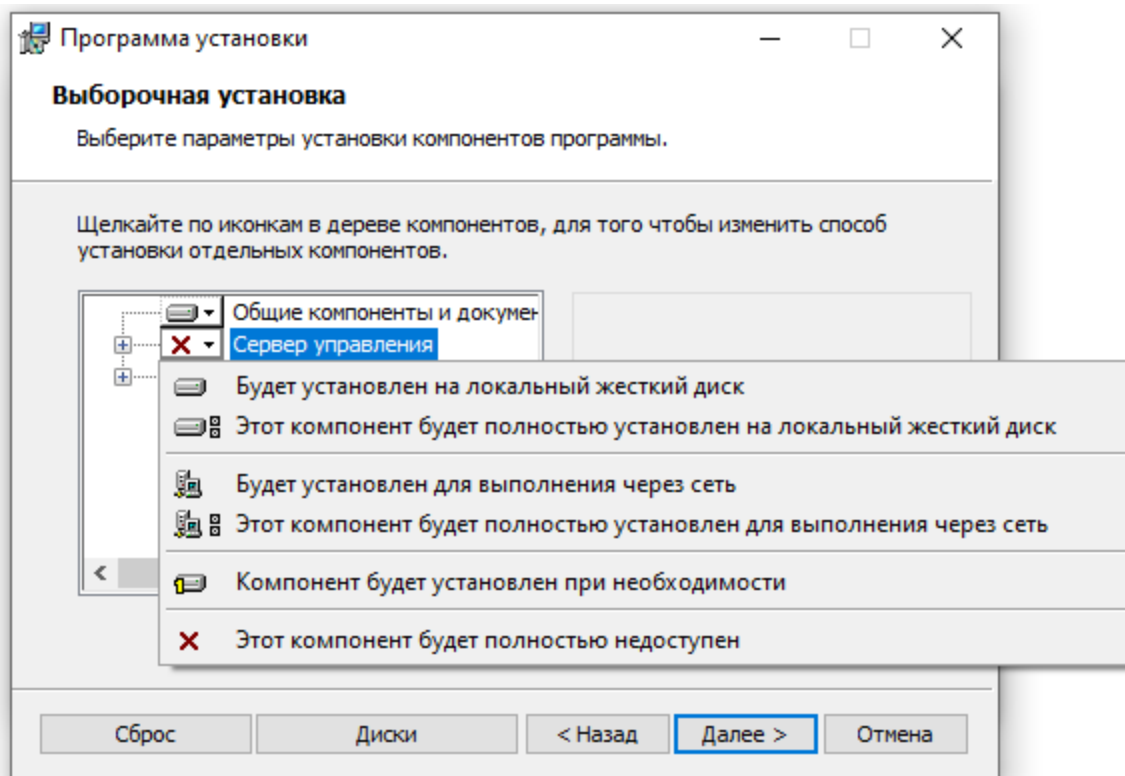 Программа установки
Выборочная установка
Выберите параметры установки компонентов программы.
Щелкайте по иконкам в дереве компонентов, для того чтобы изменить способ
установки отдельных компонентов.
Общие компоненты и докумен
Сервер управления
Будет установлен на локальный жесткий диск
Этот компонент будет полностью установлен на локальный жесткий диск
Будет установлен для выполнения через сеть
Этот компонент будет полностью установлен для выполнения через сеть
Компонент будет установлен при необходимости
Этот компонент будет полностью недоступен
Сброс
Диски
< Назад
Далее >
Отмена